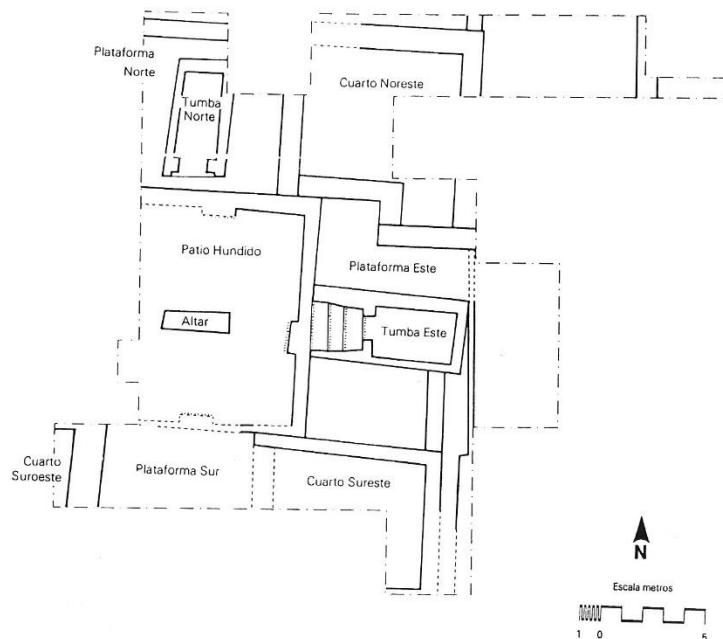 Plataforma
Norte
Cuarto Noreste
Tumba
Norte
Patio Hundido
Plataforma Este
Altar
Tumba Este
Cuarto
Suroeste
Plataforma Sur
Cuarto Sureste
N
Escala metros
1 0 6